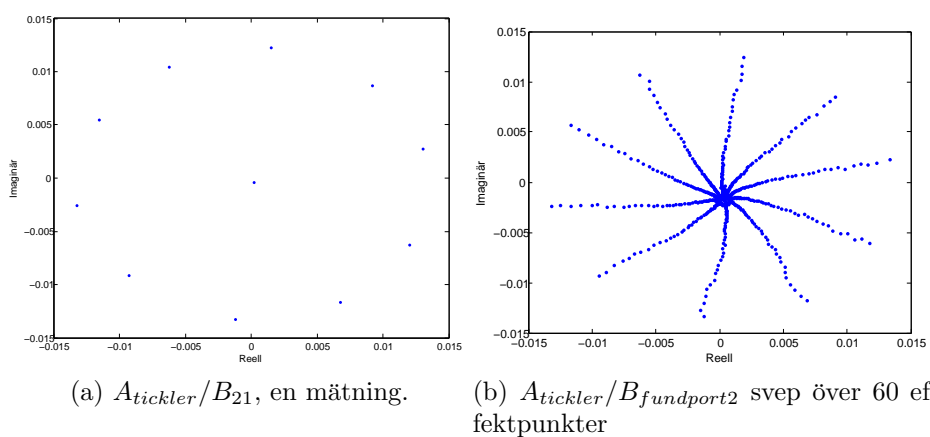 0.015
0.01
0.005
0
−0.005
−0.01
−0.015
−0.015 −0.01 −0.005 0 0.005 0.01 0.015
Reell
Imaginär
(a) A_tickler/B_21, en mätning.
0.015
0.01
0.005
0
−0.005
−0.01
−0.015
−0.015 −0.01 −0.005 0 0.005 0.01 0.015
Reell
Imaginär
(b) A_tickler/B_fundport2 svep över 60 ef
fektpunkter